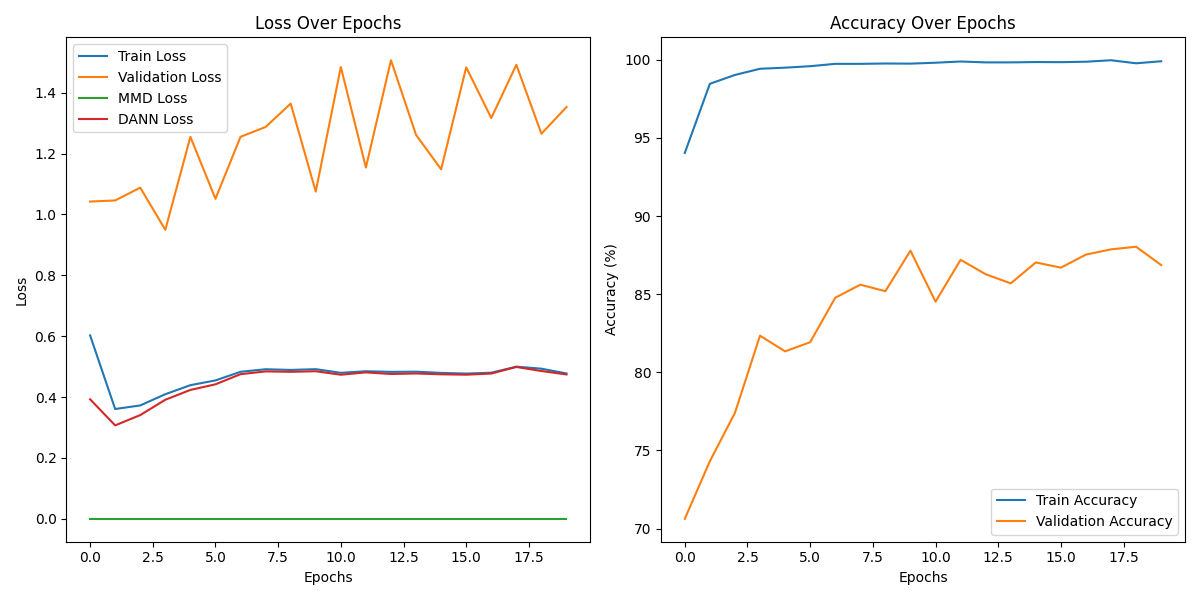 Loss Over Epochs
Train Loss
Validation Loss
MMD Loss
DANN Loss
1.4
1.2
1.0
0.8
0.6
0.4
0.2
0.0
Loss
0.0 2.5 5.0 7.5 10.0 12.5 15.0 17.5
Epochs
Accuracy Over Epochs
100
95
90
85
80
75
70
Accuracy (%)
Train Accuracy
Validation Accuracy
0.0 2.5 5.0 7.5 10.0 12.5 15.0 17.5
Epochs